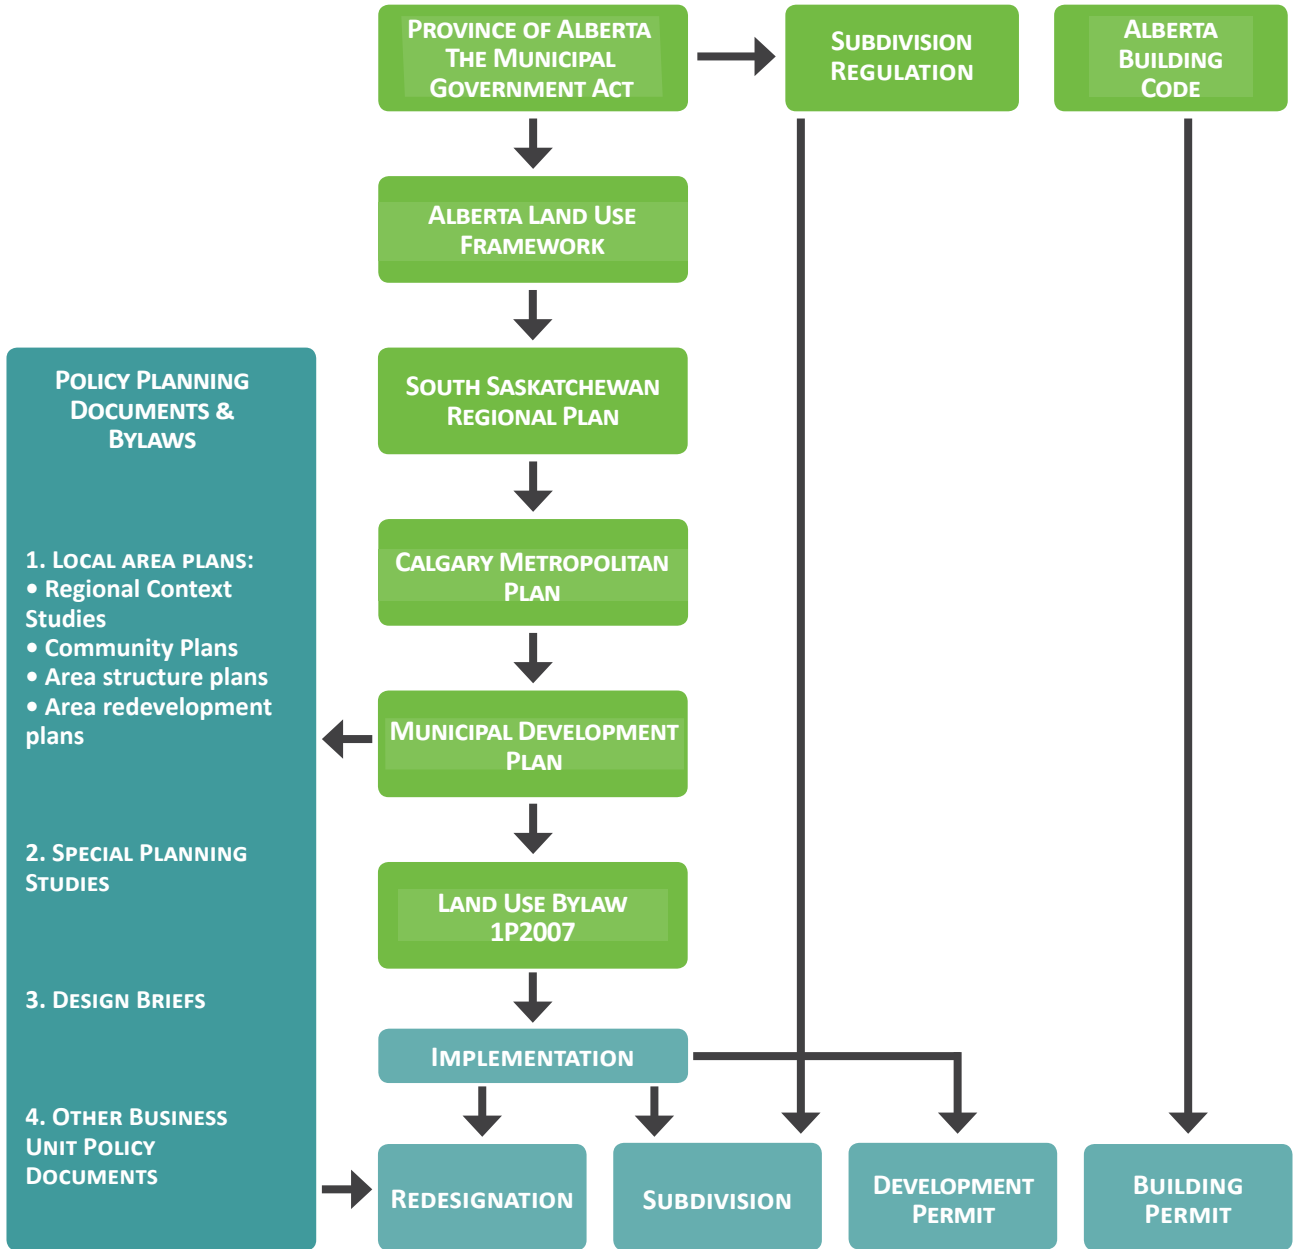 PROVINCE OF ALBERTA
THE MUNICIPAL
GOVERNMENT ACT
SUBDIVISION
REGULATION
ALBERTA
BUILDING
CODE
ALBERTA LAND USE
FRAMEWORK
SOUTH SASKATCHEWAN
REGIONAL PLAN
CALGARY METROPOLITAN
PLAN
MUNICIPAL DEVELOPMENT
PLAN
LAND USE BYLAW
1P2007
POLICY PLANNING
DOCUMENTS &
BYLAWS
1. LOCAL AREA PLANS:
• Regional Context
Studies
• Community Plans
• Area structure plans
• Area redevelopment
plans
2. SPECIAL PLANNING
STUDIES
3. DESIGN BRIEFS
4. OTHER BUSINESS
UNIT POLICY
DOCUMENTS
IMPLEMENTATION
REDESIGNATION
SUBDIVISION
DEVELOPMENT
PERMIT
BUILDING
PERMIT